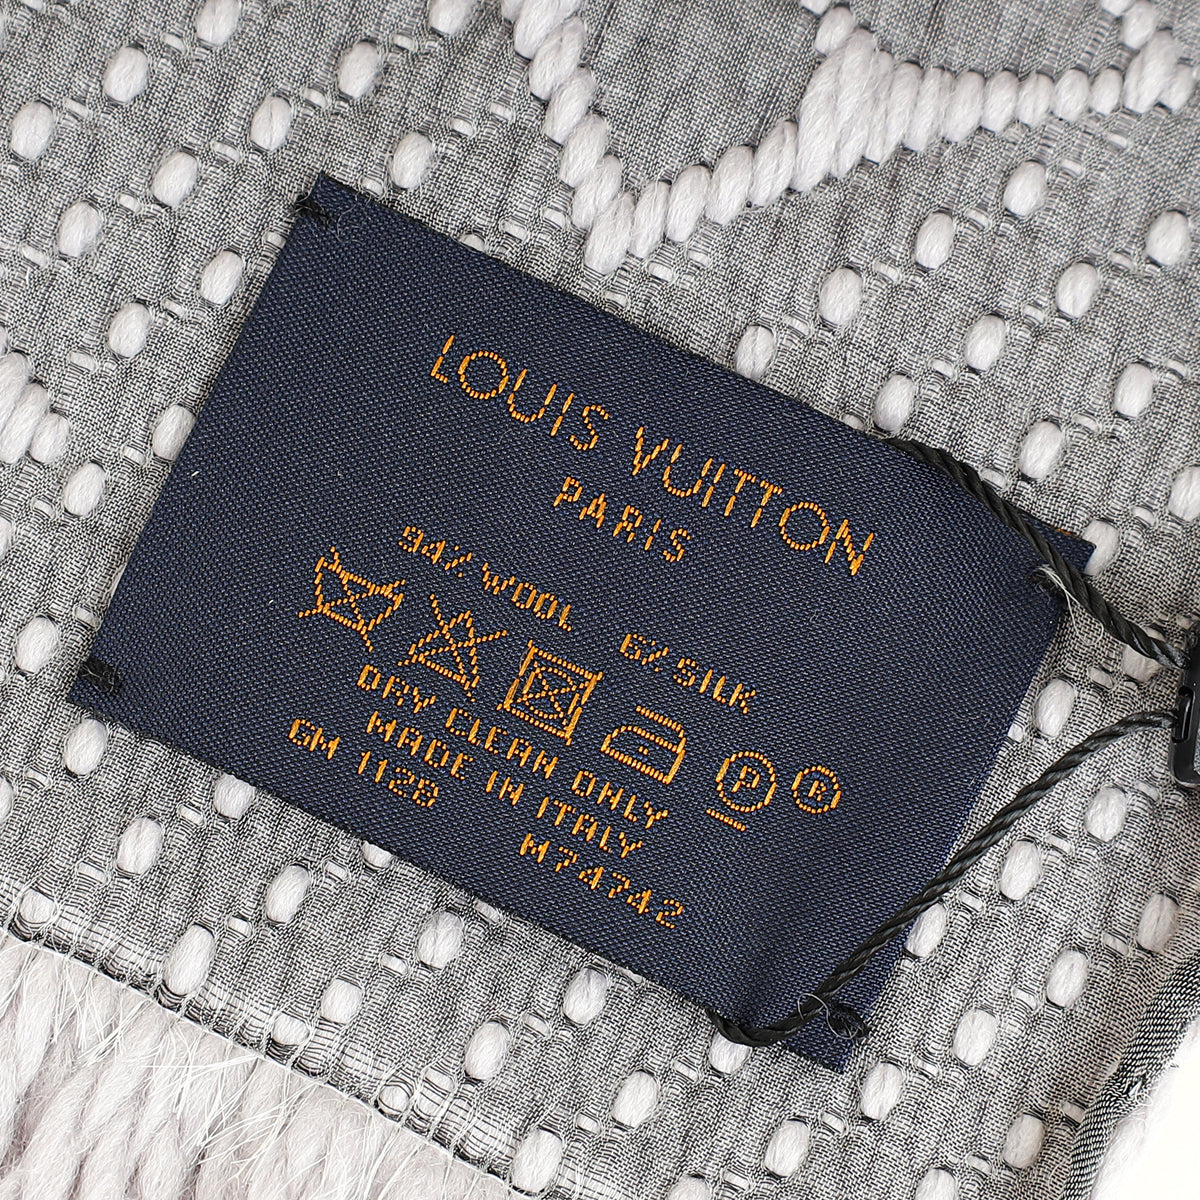 LOUIS VUITTON
PARIS
94% WOOL 6% SILK
P ®
DRY CLEAN ONLY
MADE IN ITALY
GM 1128 M74742